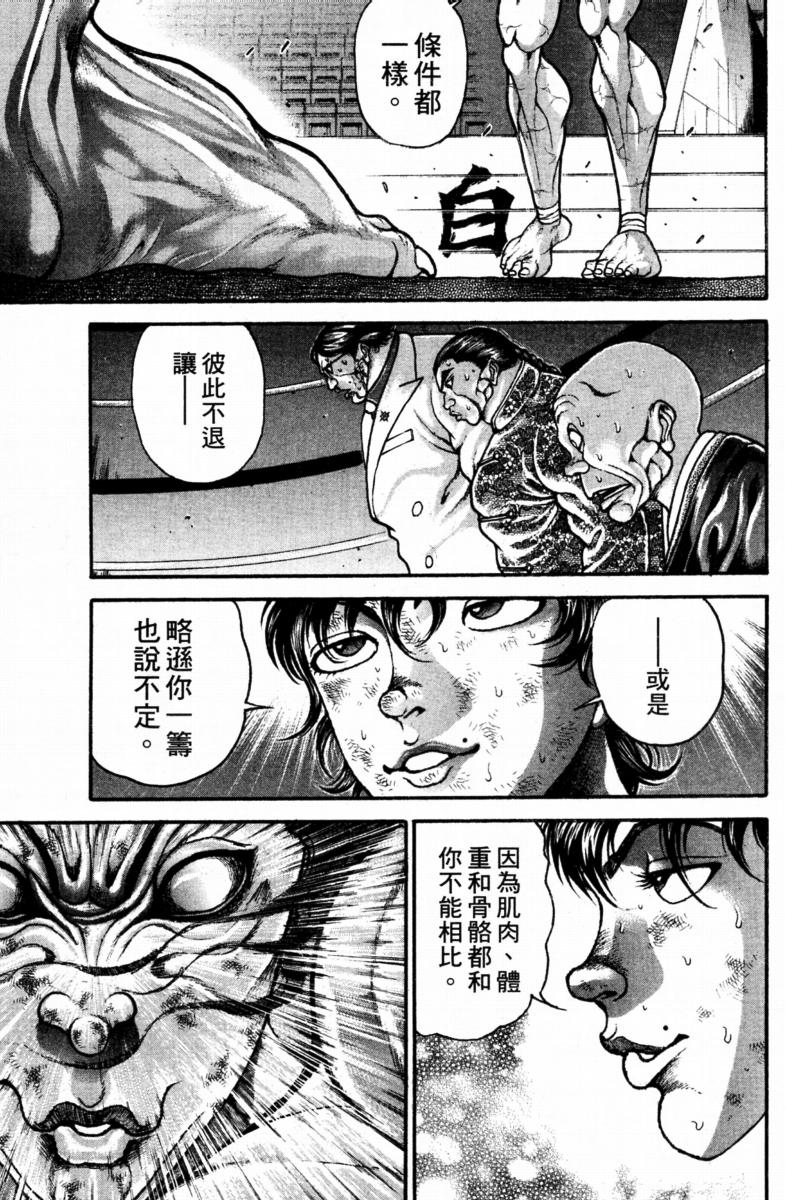 條件都
一樣。
白
彼此不退
讓——
——或是
略遜你一籌
也說不定。
因為肌肉、體
重和骨骼都和
你不能相比。